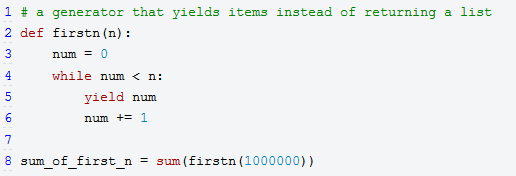 1 # a generator that yields items instead of returning a list
2 def firstn(n):
3     num = 0
4     while num < n:
5         yield num
6         num += 1
7
8 sum_of_first_n = sum(firstn(1000000))